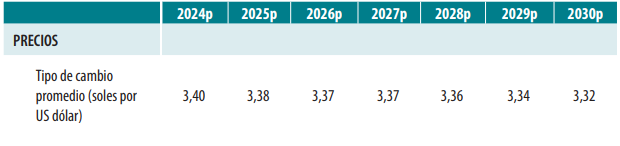 2024p 2025p 2026p 2027p 2028p 2029p 2030p
PRECIOS
Tipo de cambio
promedio (soles por 3,40 3,38 3,37 3,37 3,36 3,34 3,32
US dólar)